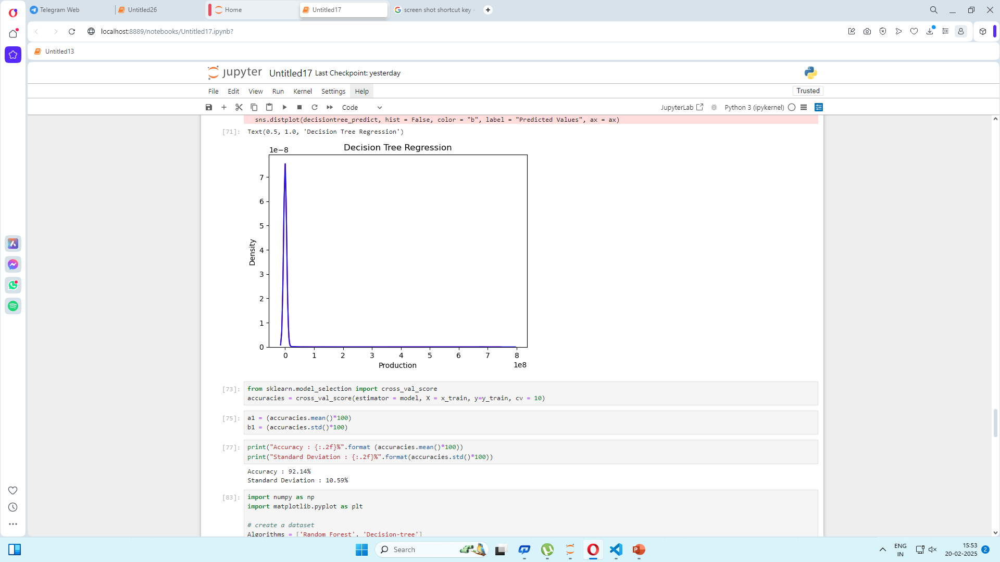 Telegram Web
Untitled26
Home
Untitled17
screen shot shortcut key -
localhost:8889/notebooks/Untitled17.ipynb?
Untitled13
jupyter Untitled17 Last Checkpoint: yesterday
File Edit View Run Kernel Settings Help
Trusted
Code
JupyterLab
Python 3 (ipykernel)
sns.distplot(decisiontree_predict, hist = False, color = "b", label = "Predicted Values", ax = ax)
[71]: Text(0.5, 1.0, 'Decision Tree Regression')
Decision Tree Regression
1e−8
7
6
5
4
3
2
1
0
Density
0 1 2 3 4 5 6 7 8
Production
1e8
[73]: from sklearn.model_selection import cross_val_score
accuracies = cross_val_score(estimator = model, X = x_train, y=y_train, cv = 10)
[75]: a1 = (accuracies.mean()*100)
b1 = (accuracies.std()*100)
[77]: print("Accuracy : {:.2f}%".format (accuracies.mean()*100))
print("Standard Deviation : {:.2f}%".format(accuracies.std()*100))
Accuracy : 92.14%
Standard Deviation : 10.59%
[83]: import numpy as np
import matplotlib.pyplot as plt
# create a dataset
Algorithms = ['Random Forest', 'Decision-tree']
Search
ENG
IN
15:53
20-02-2025
2